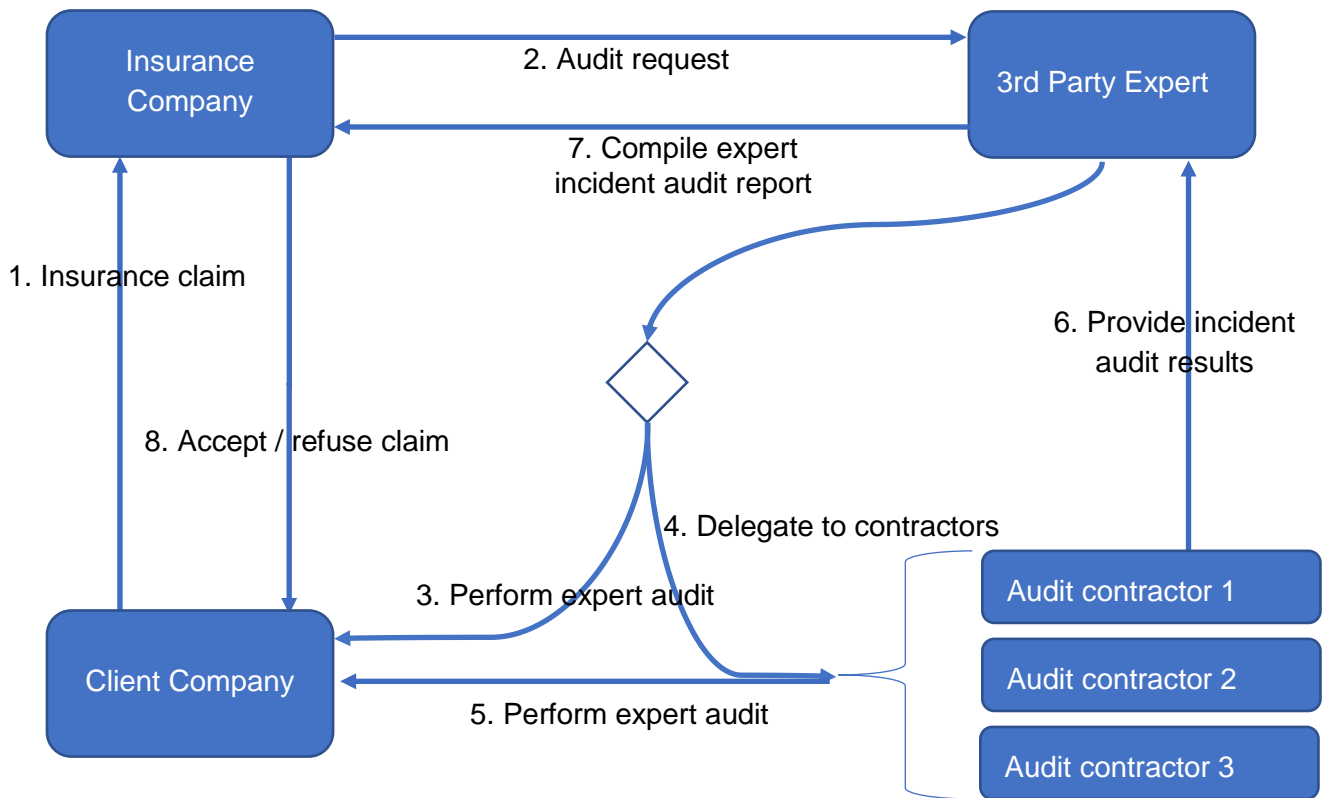 Insurance
Company
2. Audit request
3rd Party Expert
7. Compile expert
incident audit report
1. Insurance claim
6. Provide incident
audit results
8. Accept / refuse claim
4. Delegate to contractors
3. Perform expert audit
Audit contractor 1
Client Company
Audit contractor 2
5. Perform expert audit
Audit contractor 3